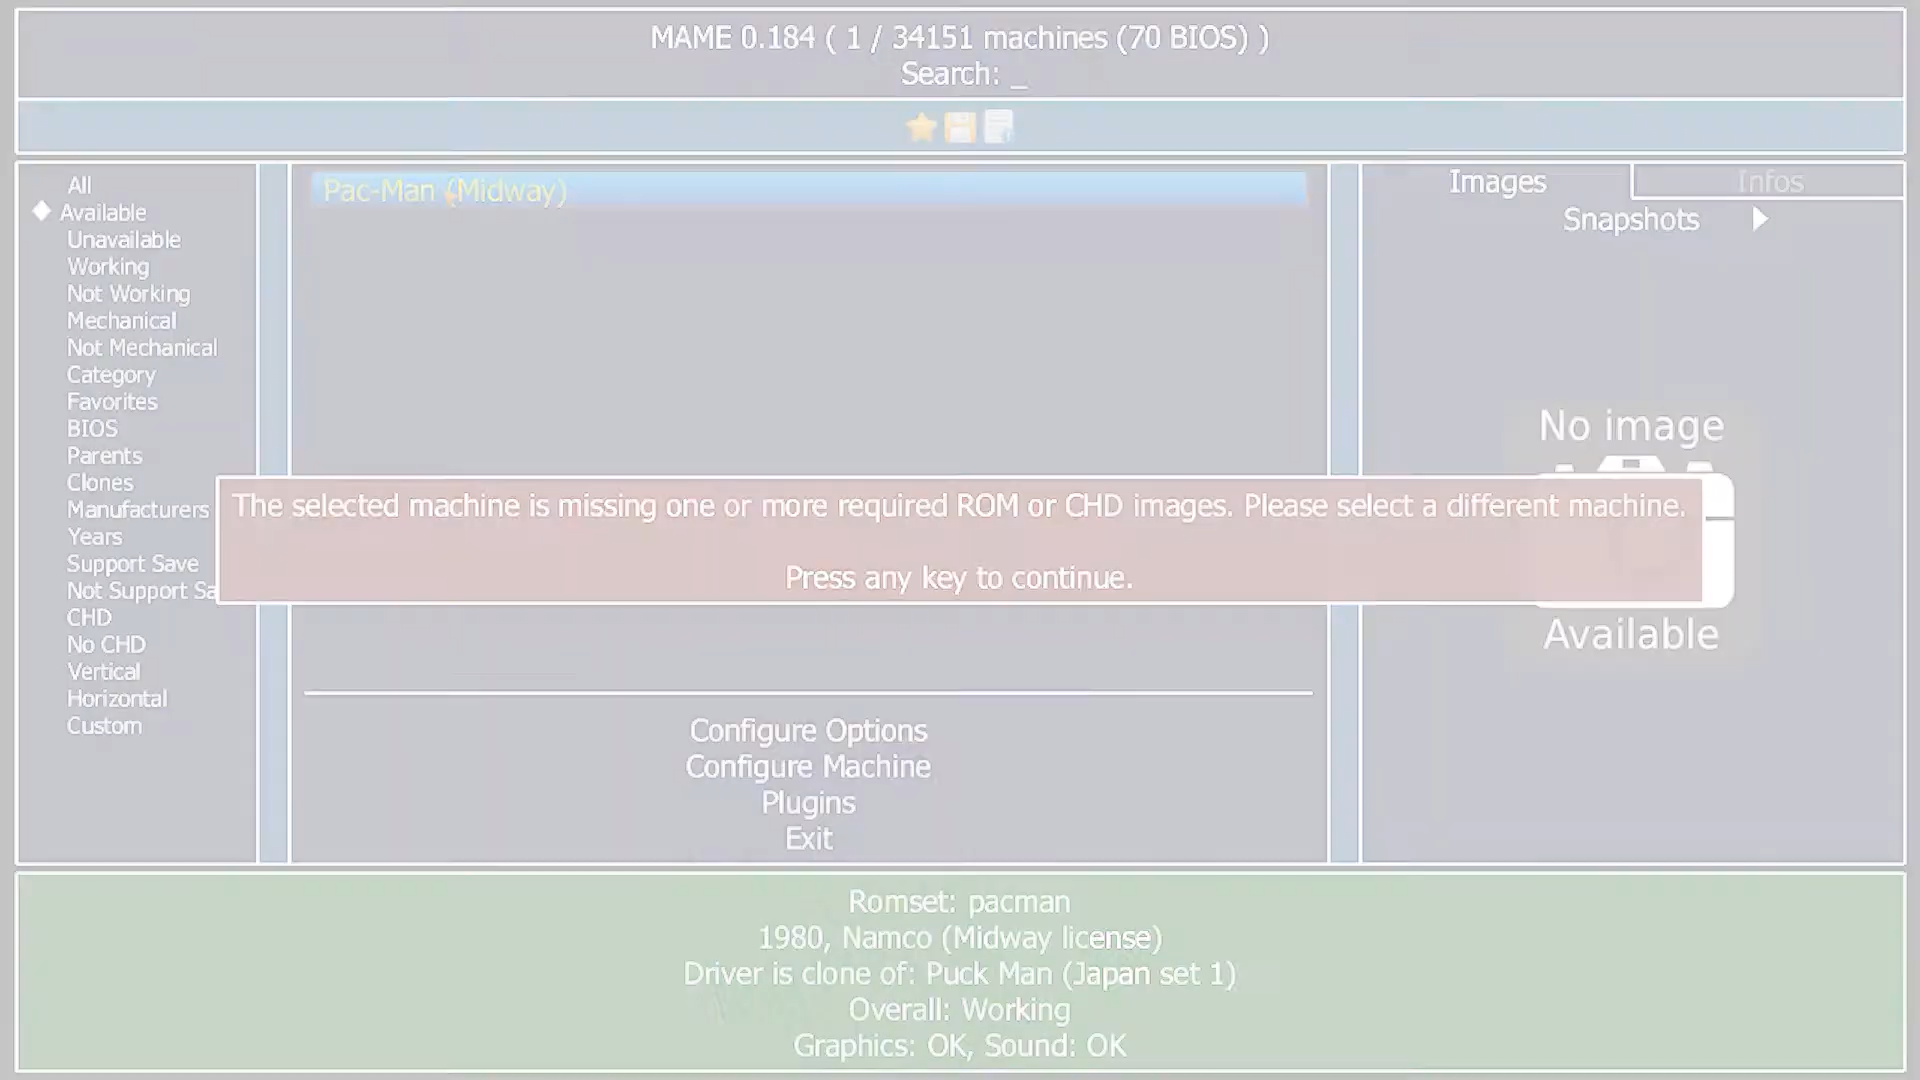 MAME 0.184 ( 1 / 34151 machines (70 BIOS) )
Search: _
All
Available
Unavailable
Working
Not Working
Mechanical
Not Mechanical
Category
Favorites
BIOS
Parents
Clones
Manufacturers
Years
Support Save
Not Support Sa
CHD
No CHD
Vertical
Horizontal
Custom
Pac-Man (Midway)
The selected machine is missing one or more required ROM or CHD images. Please select a different machine.
Press any key to continue.
Configure Options
Configure Machine
Plugins
Exit
Images
Infos
Snapshots
No image
Available
Romset: pacman
1980, Namco (Midway license)
Driver is clone of: Puck Man (Japan set 1)
Overall: Working
Graphics: OK, Sound: OK